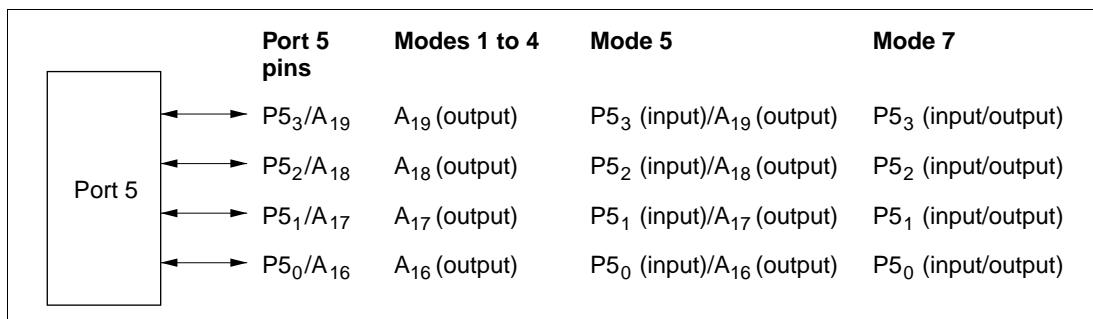 Port 5 pins Modes 1 to 4 Mode 5 Mode 7
P5₃/A₁₉ A₁₉ (output) P5₃ (input)/A₁₉ (output) P5₃ (input/output)
P5₂/A₁₈ A₁₈ (output) P5₂ (input)/A₁₈ (output) P5₂ (input/output)
Port 5
P5₁/A₁₇ A₁₇ (output) P5₁ (input)/A₁₇ (output) P5₁ (input/output)
P5₀/A₁₆ A₁₆ (output) P5₀ (input)/A₁₆ (output) P5₀ (input/output)